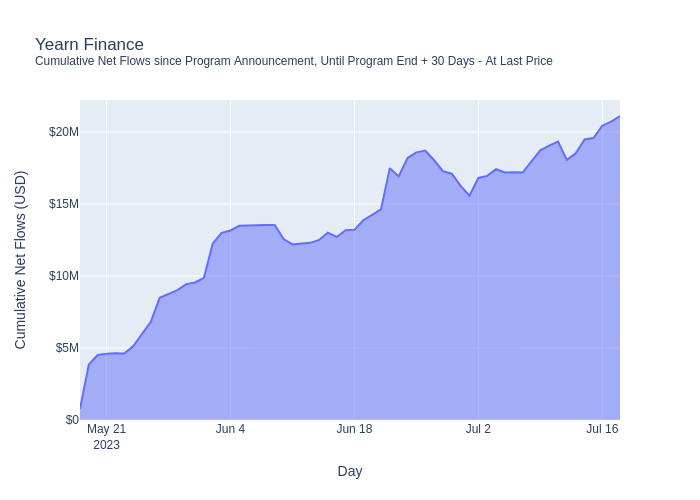 Yearn Finance
Cumulative Net Flows since Program Announcement, Until Program End + 30 Days - At Last Price
Cumulative Net Flows (USD)
$20M
$15M
$10M
$5M
$0
May 21
2023
Jun 4
Jun 18
Jul 2
Jul 16
Day